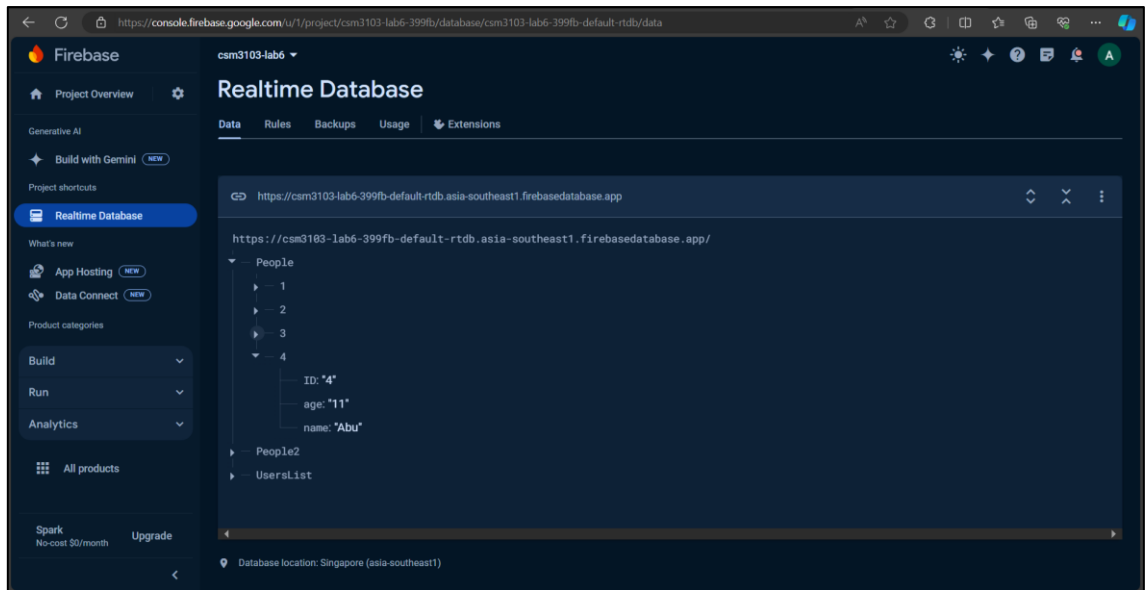 https://console.firebase.google.com/u/1/project/csm3103-lab6-399fb/database/csm3103-lab6-399fb-default-rtdb/data
Firebase
csm3103-lab6
A
Project Overview
Realtime Database
Data Rules Backups Usage Extensions
Generative AI
Build with Gemini NEW
Project shortcuts
Realtime Database
https://csm3103-lab6-399fb-default-rtdb.asia-southeast1.firebasedatabase.app
What's new
https://csm3103-lab6-399fb-default-rtdb.asia-southeast1.firebasedatabase.app/
App Hosting NEW
Data Connect NEW
Product categories
Build
Run
Analytics
All products
People
1
2
3
4
ID: "4"
age: "11"
name: "Abu"
People2
UsersList
Spark
No-cost $0/month
Upgrade
Database location: Singapore (asia-southeast1)